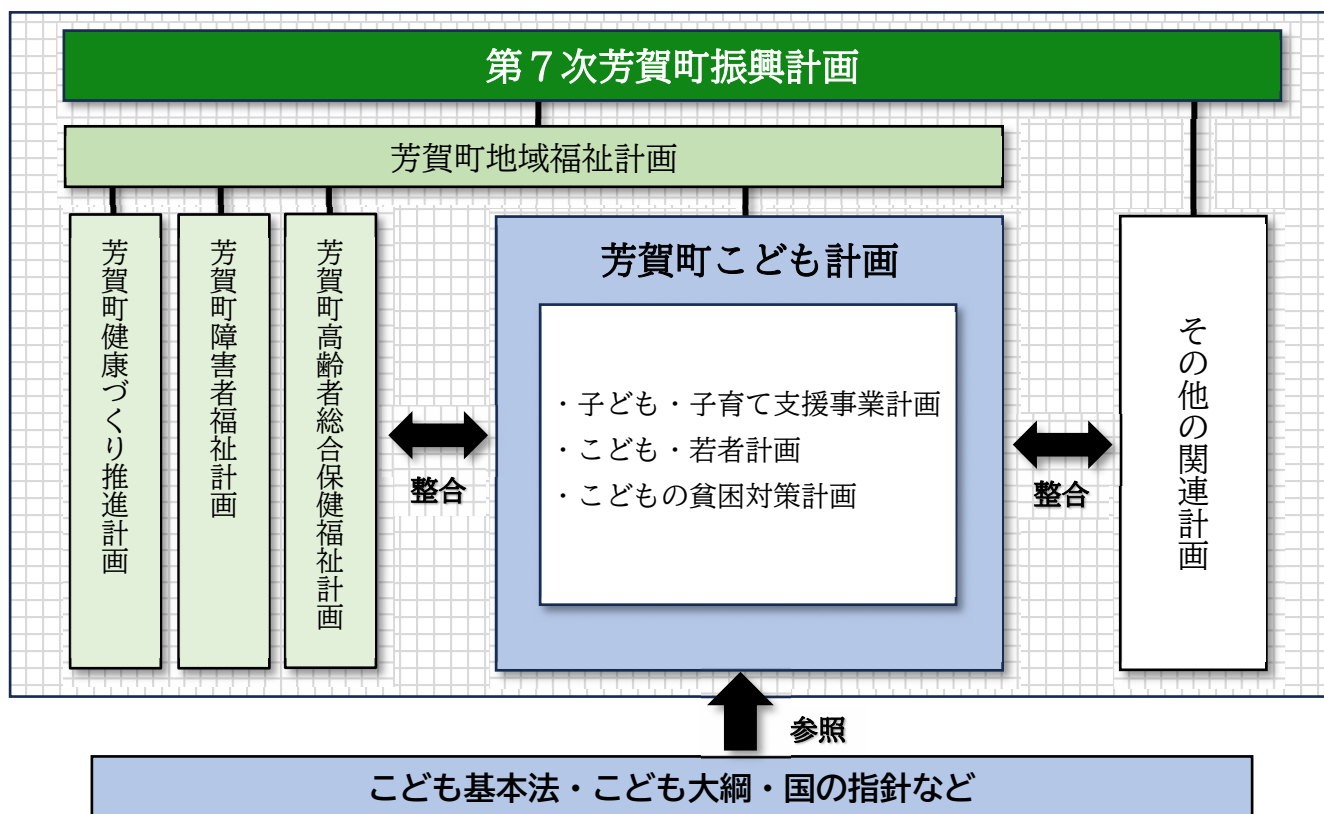 第７次芳賀町振興計画
芳賀町地域福祉計画
芳賀町健康づくり推進計画
芳賀町障害者福祉計画
芳賀町高齢者総合保健福祉計画
整合
芳賀町こども計画
・子ども・子育て支援事業計画
・こども・若者計画
・こどもの貧困対策計画
整合
その他の関連計画
参照
こども基本法・こども大綱・国の指針など